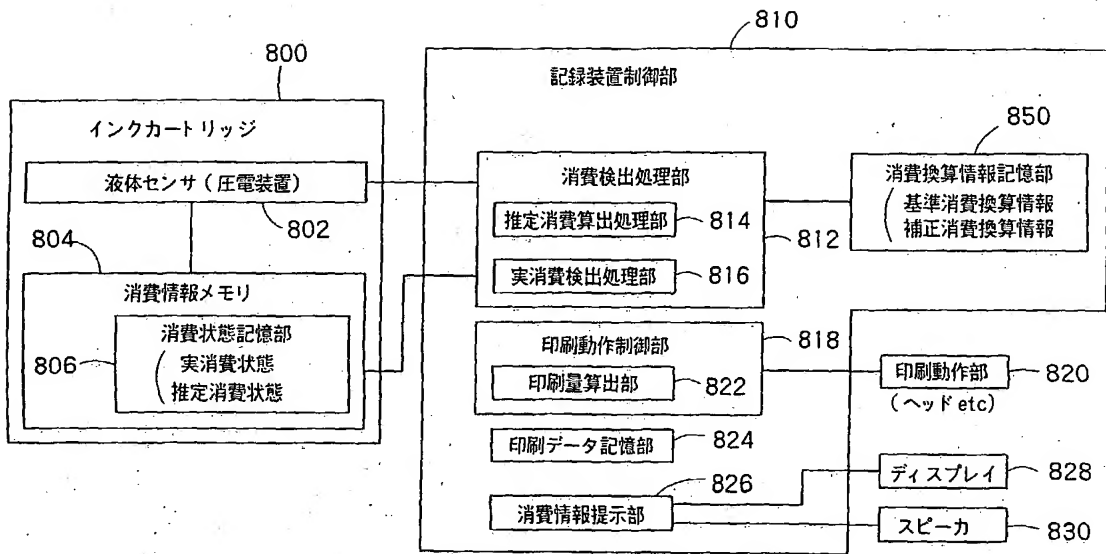 810
800
記録装置制御部
インクカートリッジ
液体センサ(圧電装置)
802
804
消費情報メモリ
消費状態記憶部
806
実消費状態
推定消費状態
消費検出処理部
推定消費算出処理部
814
812
実消費検出処理部
816
850
消費換算情報記憶部
基準消費換算情報
補正消費換算情報
印刷動作制御部
818
印刷量算出部
822
印刷動作部
820
(ヘッド etc)
印刷データ記憶部
824
826
消費情報提示部
ディスプレイ
828
スピーカ
830